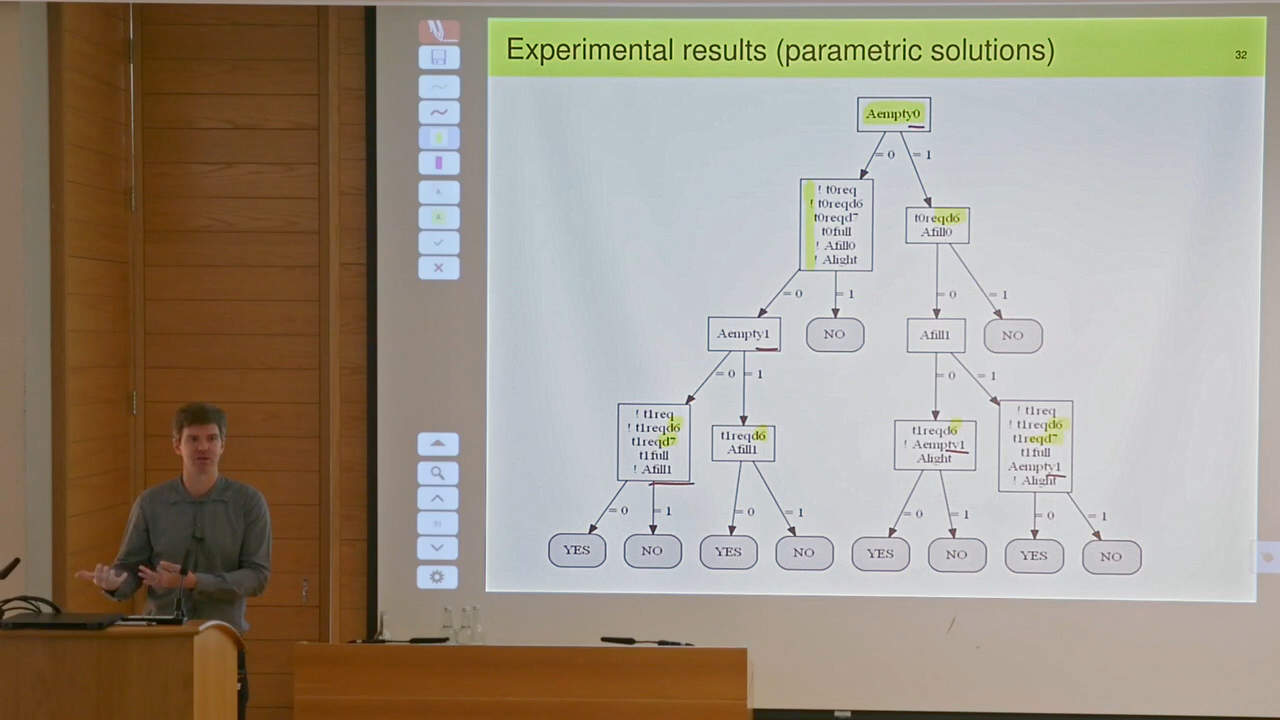 Experimental results (parametric solutions)
32
Aempty0
= 0
= 1
! t0req
! t0reqd6
t0reqd7
t0full
! Afill0
! Alight
t0reqd6
Afill0
= 0
= 1
= 0
= 1
Aempty1
NO
Afill1
NO
= 0
= 1
= 0
= 1
! t1req
! t1reqd6
t1reqd7
t1full
! Afill1
t1reqd6
Afill1
t1reqd6
! Aempty1
Alight
! t1req
! t1reqd6
t1reqd7
t1full
Aempty1
! Alight
= 0
= 1
= 0
= 1
= 0
= 1
= 0
= 1
YES
NO
YES
NO
YES
NO
YES
NO